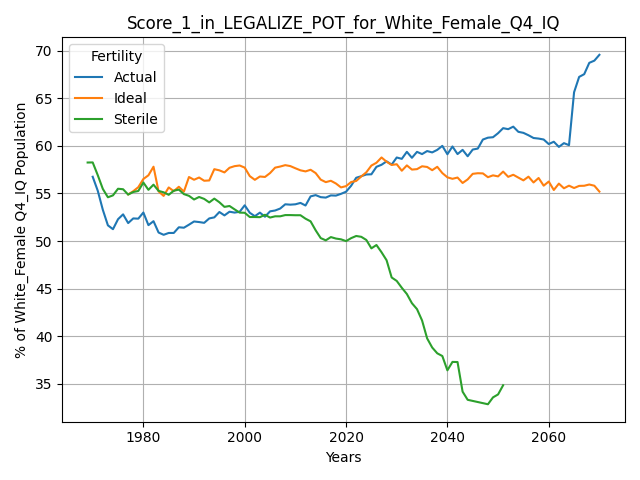 Score_1_in_LEGALIZE_POT_for_White_Female_Q4_IQ
Fertility
Actual
Ideal
Sterile
% of White_Female Q4_IQ Population
70
65
60
55
50
45
40
35
1980
2000
2020
2040
2060
Years